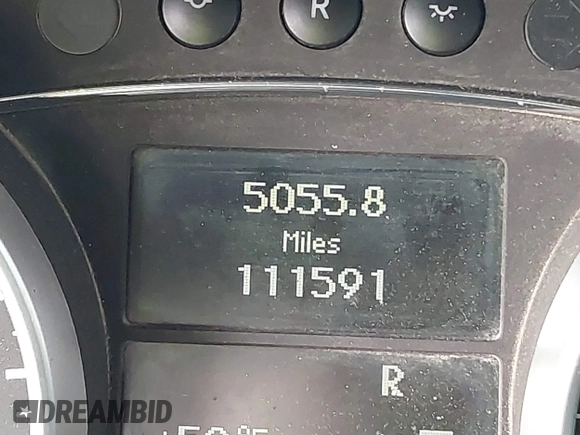 R
5055.8
Miles
111591
R
DREAMBID